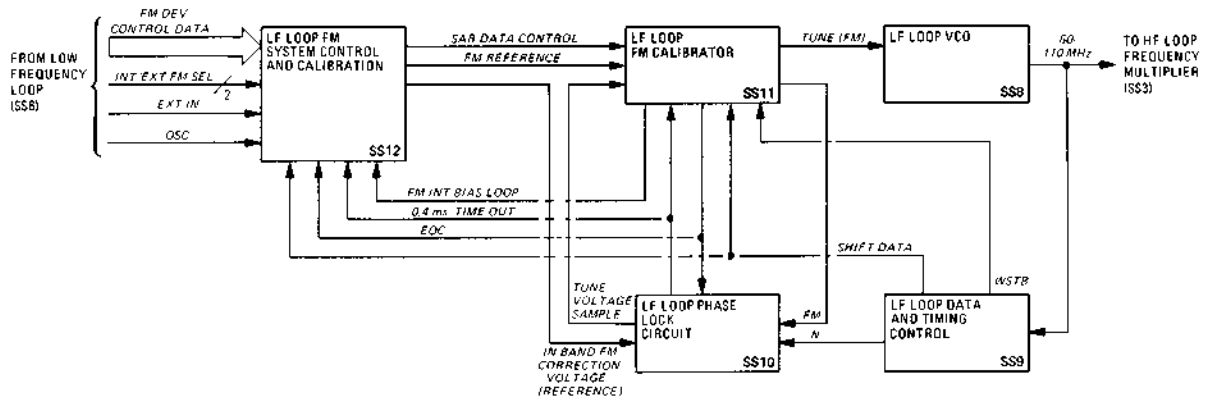 FM DEV
CONTROL DATA
FROM LOW
FREQUENCY
LOOP
(SS6)
INT EXT FM SEL
2
EXT IN
OSC
LF LOOP FM
SYSTEM CONTROL
AND CALIBRATION
SS12
SAR DATA CONTROL
FM REFERENCE
LF LOOP
FM CALIBRATOR
SS11
TUNE (FM)
LF LOOP VCO
SS8
60-
110MHz
TO HF LOOP
FREQUENCY
MULTIPLIER
(SS3)
FM INT BIAS LOOP
0.4 ms TIME OUT
EOC
SHIFT DATA
TUNE
VOLTAGE
SAMPLE
LF LOOP PHASE
LOCK
CIRCUIT
SS10
FM
N
WSTB
LF LOOP DATA
AND TIMING
CONTROL
SS9
IN BAND FM
CORRECTION
VOLTAGE
(REFERENCE)